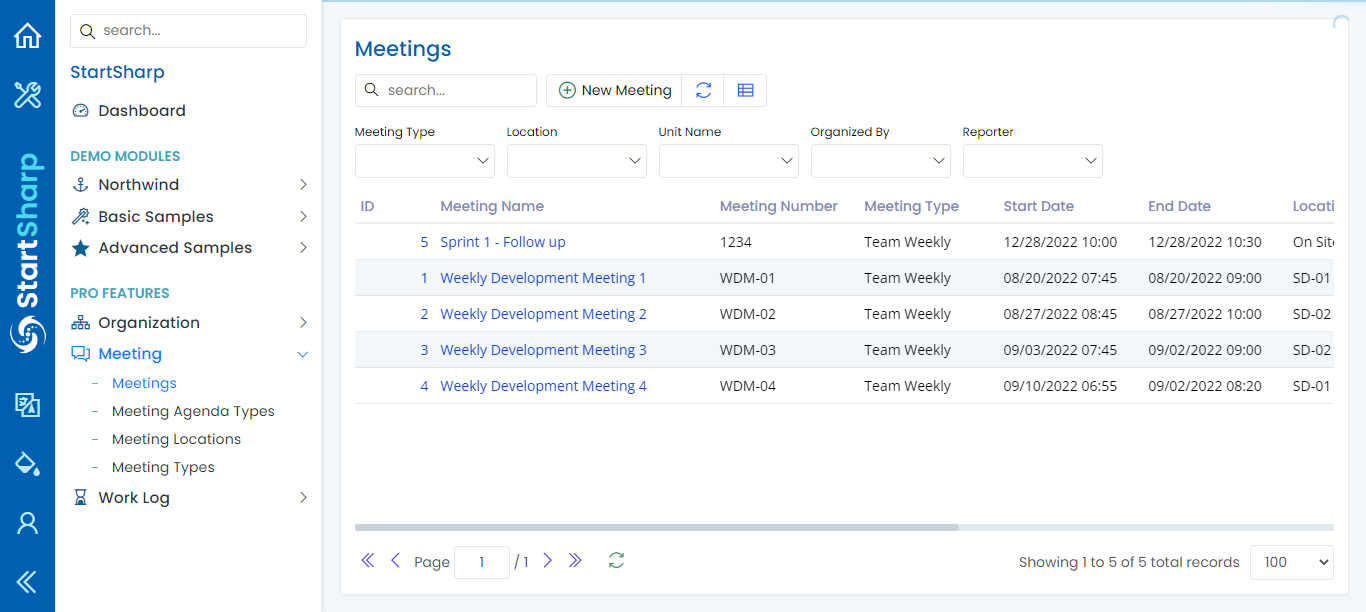 search...
StartSharp
Dashboard
DEMO MODULES
Northwind
Basic Samples
Advanced Samples
PRO FEATURES
Organization
Meeting
Meetings
Meeting Agenda Types
Meeting Locations
Meeting Types
Work Log
StartSharp
Meetings
search...
New Meeting
Meeting Type Location Unit Name Organized By Reporter
ID Meeting Name Meeting Number Meeting Type Start Date End Date Locati
5 Sprint 1 - Follow up 1234 Team Weekly 12/28/2022 10:00 12/28/2022 10:30 On Site
1 Weekly Development Meeting 1 WDM-01 Team Weekly 08/20/2022 07:45 08/20/2022 09:00 SD-01
2 Weekly Development Meeting 2 WDM-02 Team Weekly 08/27/2022 08:45 08/27/2022 10:00 SD-02
3 Weekly Development Meeting 3 WDM-03 Team Weekly 09/03/2022 07:45 09/02/2022 09:00 SD-02
4 Weekly Development Meeting 4 WDM-04 Team Weekly 09/10/2022 06:55 09/02/2022 08:20 SD-01
Page 1 / 1
Showing 1 to 5 of 5 total records 100